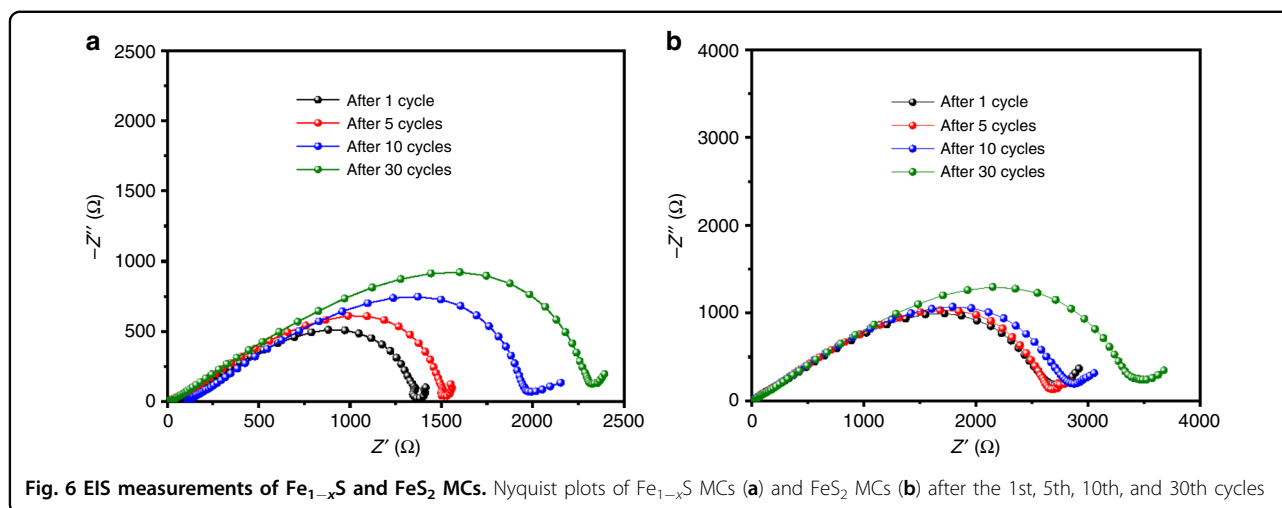 a
2500
2000
1500
1000
500
0
0 500 1000 1500 2000 2500
−Z″ (Ω)
Z′ (Ω)
After 1 cycle
After 5 cycles
After 10 cycles
After 30 cycles
b
4000
3000
2000
1000
0
0 1000 2000 3000 4000
−Z″ (Ω)
Z′ (Ω)
After 1 cycle
After 5 cycles
After 10 cycles
After 30 cycles
Fig. 6 EIS measurements of Fe₁₋ₓS and FeS₂ MCs. Nyquist plots of Fe₁₋ₓS MCs (a) and FeS₂ MCs (b) after the 1st, 5th, 10th, and 30th cycles